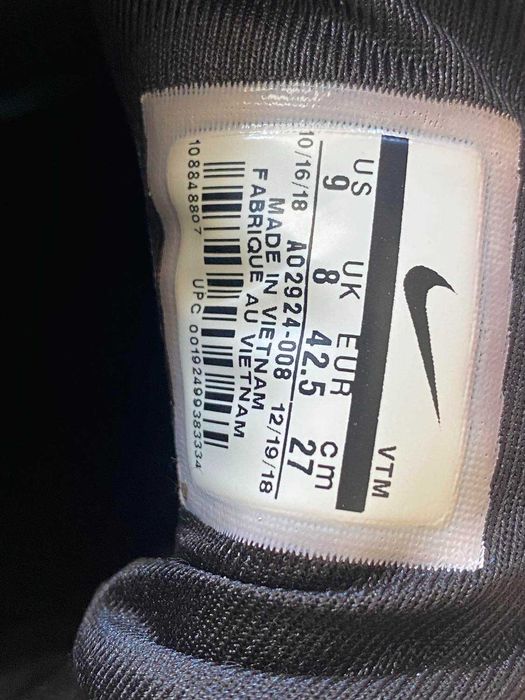 VTM
US UK EUR cm
9 8 42.5 27
10/16/18 AO2924-008 12/19/18
MADE IN VIETNAM
FABRIQUE AU VIETNAM
108848807 UPC 00192499383334